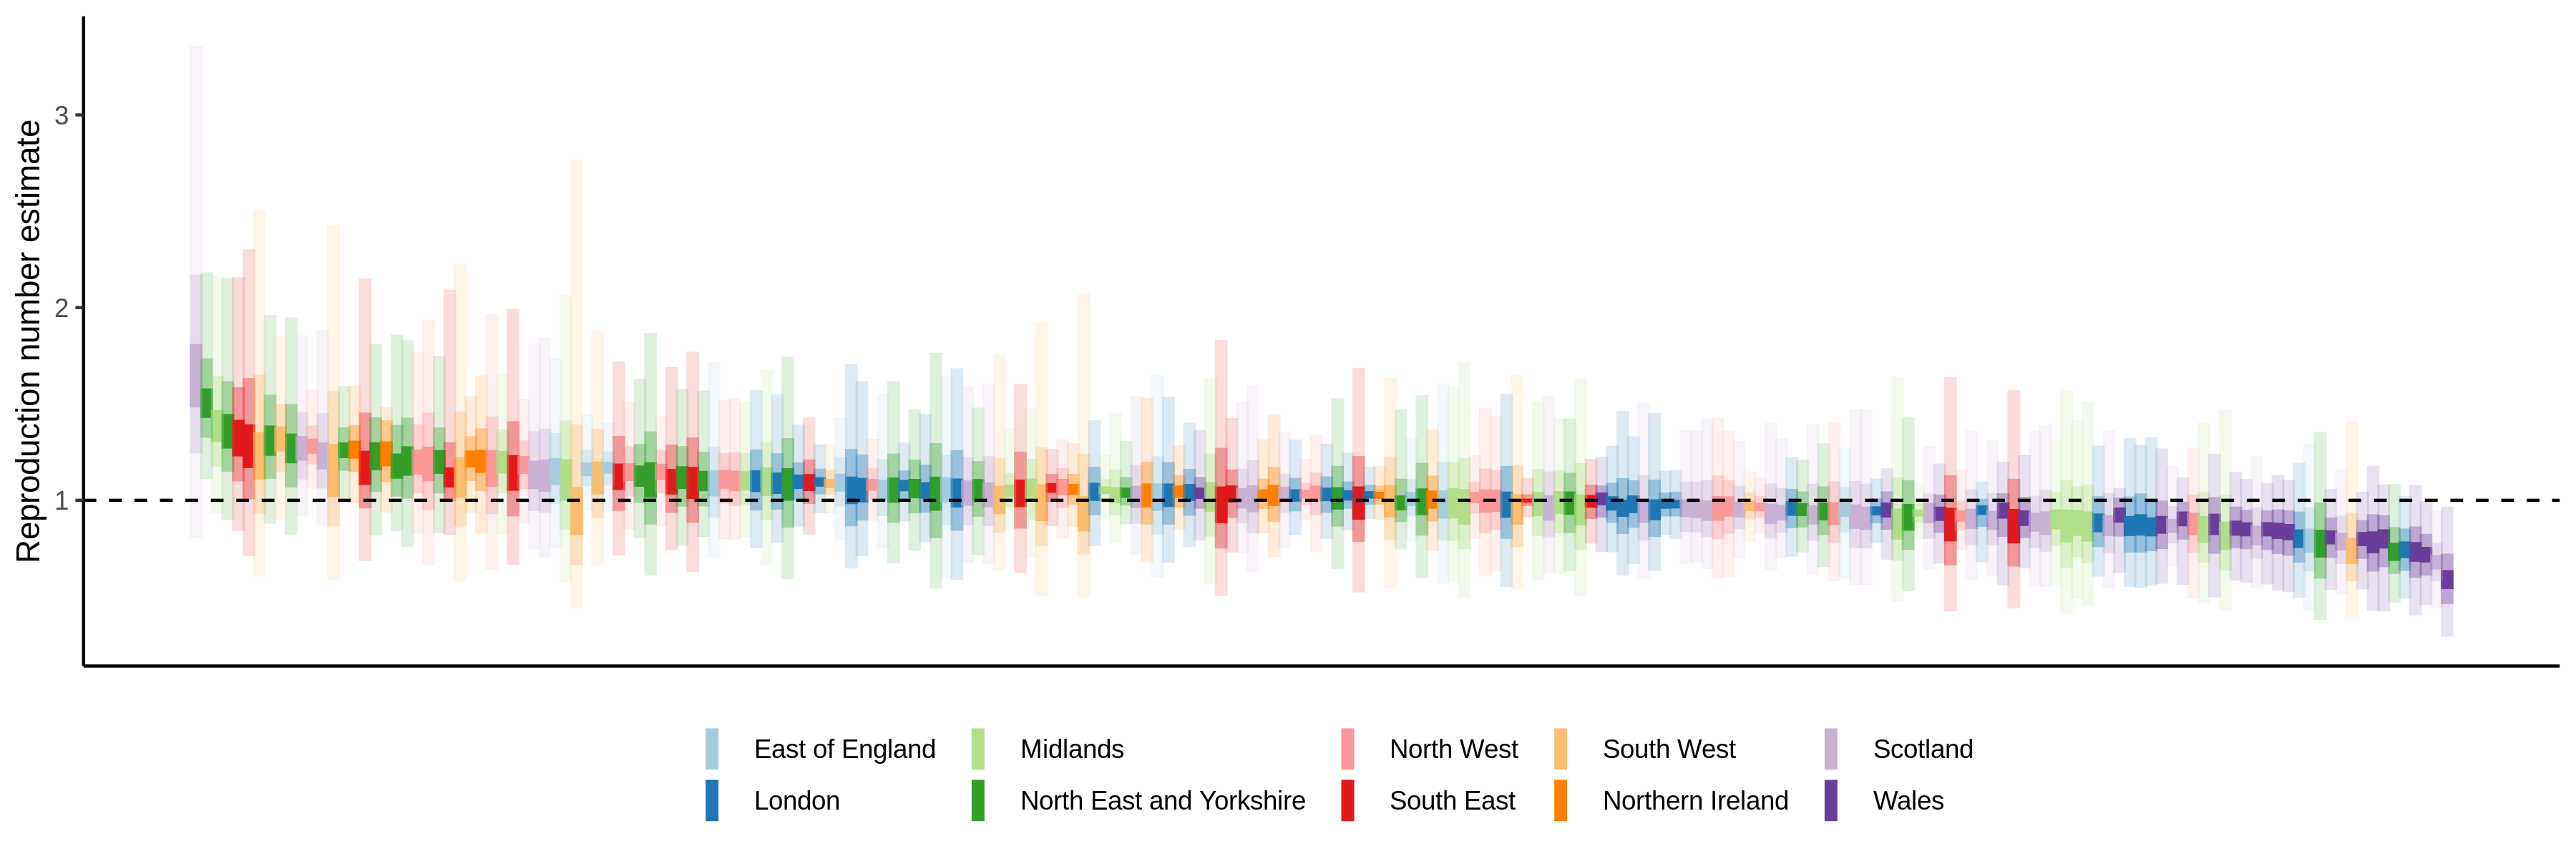 Reproduction number estimate
3
2
1
East of England
Midlands
North West
South West
Scotland
London
North East and Yorkshire
South East
Northern Ireland
Wales